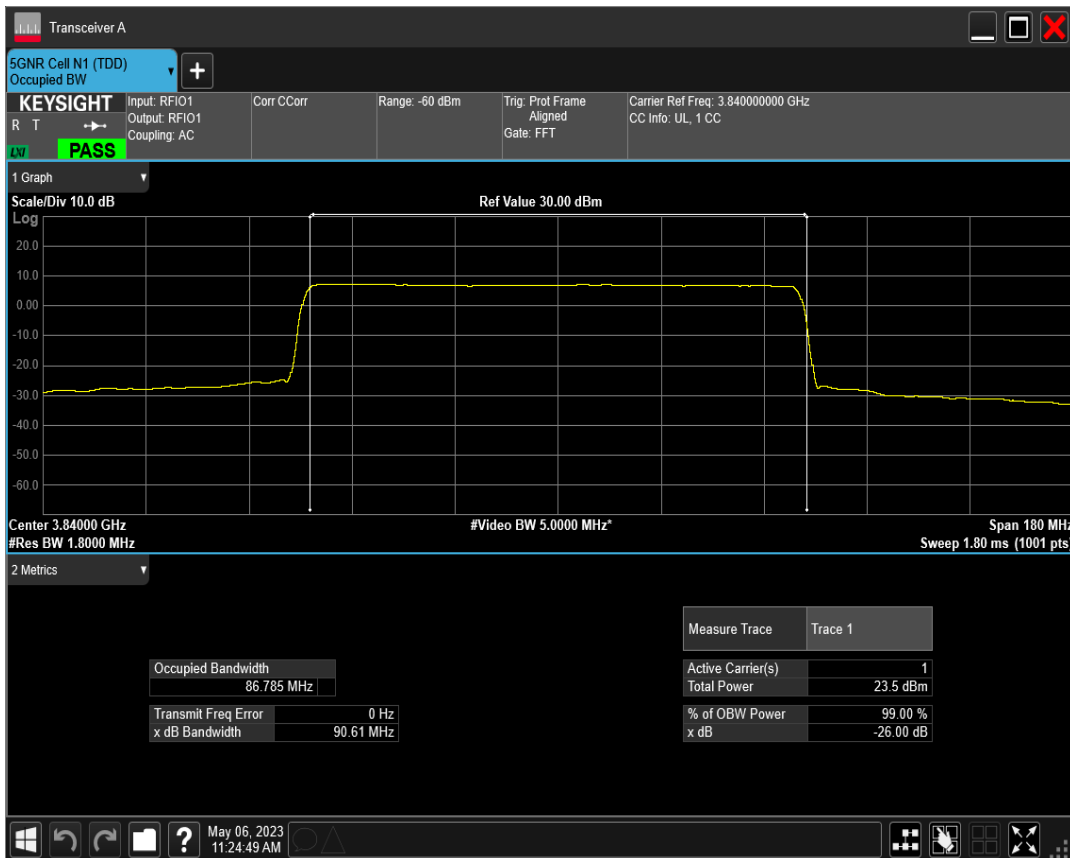 Transceiver A
5GNR Cell N1 (TDD)
Occupied BW
+
KEYSIGHT
R T
LXI
PASS
Input: RFIO1
Output: RFIO1
Coupling: AC
Corr CCorr
Range: -60 dBm
Trig: Prot Frame
Aligned
Gate: FFT
Carrier Ref Freq: 3.840000000 GHz
CC Info: UL, 1 CC
1 Graph
Scale/Div 10.0 dB
Ref Value 30.00 dBm
Log
20.0
10.0
0.00
-10.0
-20.0
-30.0
-40.0
-50.0
-60.0
Center 3.84000 GHz
#Video BW 5.0000 MHz*
Span 180 MHz
#Res BW 1.8000 MHz
Sweep 1.80 ms (1001 pts)
2 Metrics
Measure Trace Trace 1
Occupied Bandwidth
86.785 MHz
Transmit Freq Error 0 Hz
x dB Bandwidth 90.61 MHz
Active Carrier(s) 1
Total Power 23.5 dBm
% of OBW Power 99.00 %
x dB -26.00 dB
?
May 06, 2023
11:24:49 AM